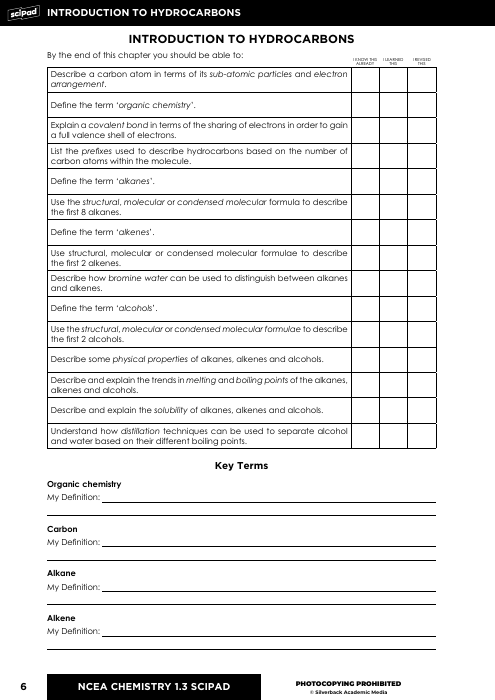 scipad INTRODUCTION TO HYDROCARBONS
INTRODUCTION TO HYDROCARBONS
By the end of this chapter you should be able to:
I KNOW THIS ALREADY
I LEARNED THIS
I REVISED THIS
Describe a carbon atom in terms of its sub-atomic particles and electron
arrangement.
Define the term ‘organic chemistry’.
Explain a covalent bond in terms of the sharing of electrons in order to gain
a full valence shell of electrons.
List the prefixes used to describe hydrocarbons based on the number of
carbon atoms within the molecule.
Define the term ‘alkanes’.
Use the structural, molecular or condensed molecular formula to describe
the first 8 alkanes.
Define the term ‘alkenes’.
Use structural, molecular or condensed molecular formulae to describe
the first 2 alkenes.
Describe how bromine water can be used to distinguish between alkanes
and alkenes.
Define the term ‘alcohols’.
Use the structural, molecular or condensed molecular formulae to describe
the first 2 alcohols.
Describe some physical properties of alkanes, alkenes and alcohols.
Describe and explain the trends in melting and boiling points of the alkanes,
alkenes and alcohols.
Describe and explain the solubility of alkanes, alkenes and alcohols.
Understand how distillation techniques can be used to separate alcohol
and water based on their different boiling points.
Key Terms
Organic chemistry
My Definition:
Carbon
My Definition:
Alkane
My Definition:
Alkene
My Definition:
6 NCEA CHEMISTRY 1.3 SCIPAD
PHOTOCOPYING PROHIBITED
© Silverback Academic Media